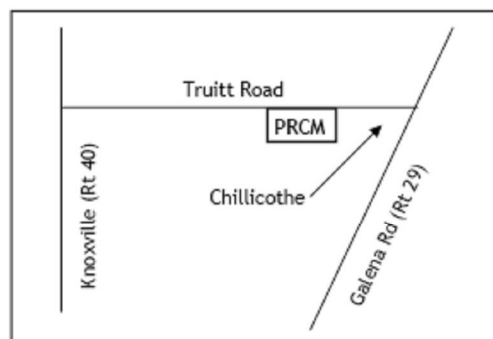 Truitt Road
PRCM
Chillicothe
Knoxville (Rt 40)
Galena Rd (Rt 29)